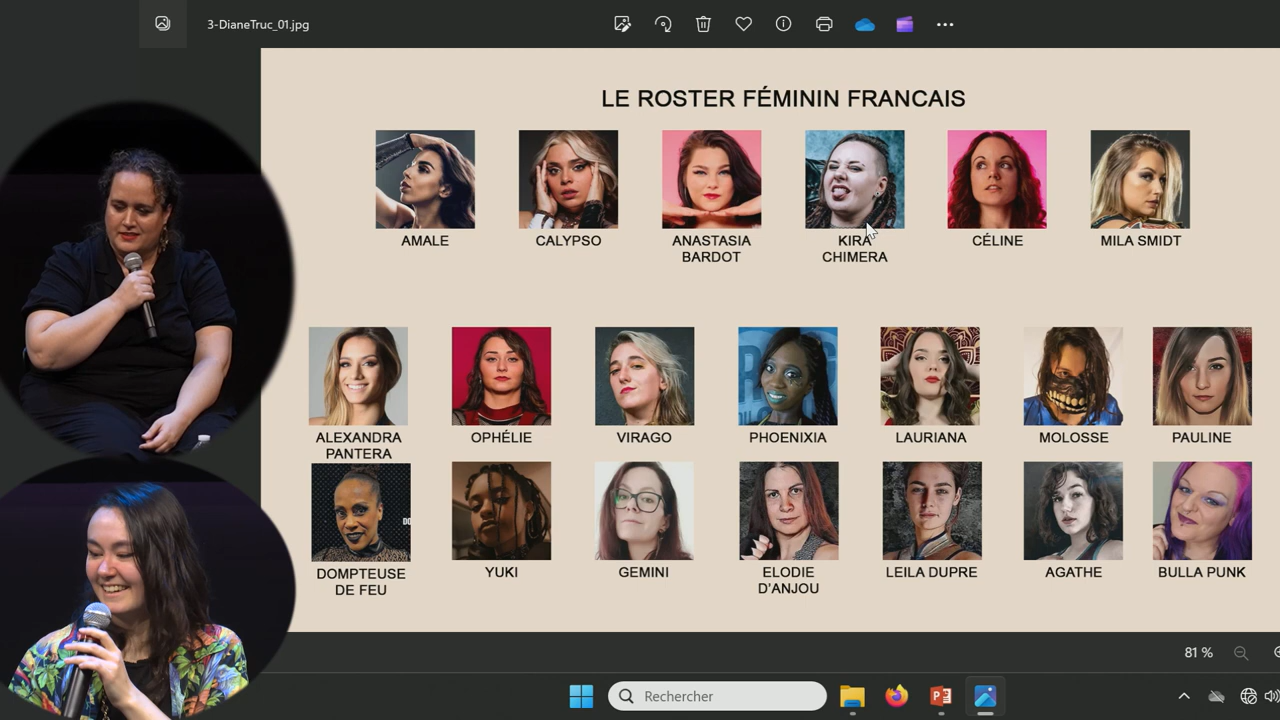 3-DianeTruc_01.jpg
LE ROSTER FÉMININ FRANCAIS
AMALE
CALYPSO
ANASTASIA
BARDOT
KIRA
CHIMERA
CÉLINE
MILA SMIDT
ALEXANDRA
PANTERA
OPHÉLIE
VIRAGO
PHOENIXIA
LAURIANA
MOLOSSE
PAULINE
DOMPTEUSE
DE FEU
YUKI
GEMINI
ELODIE
D'ANJOU
LEILA DUPRE
AGATHE
BULLA PUNK
81 %
Rechercher